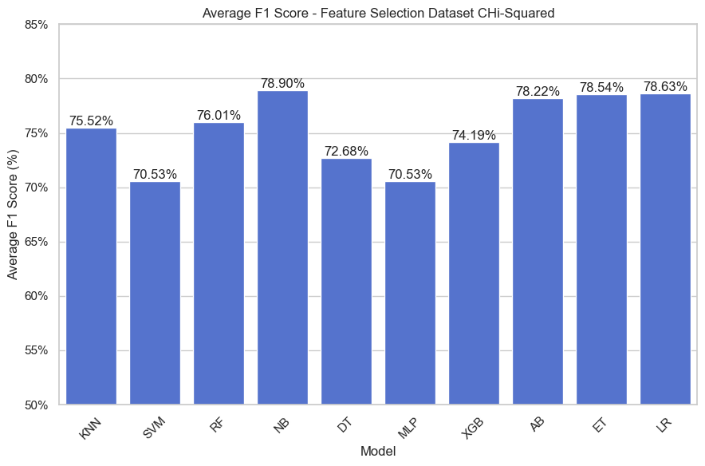 Average F1 Score - Feature Selection Dataset CHi-Squared
85%
80%
75%
70%
65%
60%
55%
50%
Average F1 Score (%)
75.52%
70.53%
76.01%
78.90%
72.68%
70.53%
74.19%
78.22%
78.54%
78.63%
KNN
SVM
RF
NB
DT
MLP
XGB
AB
ET
LR
Model